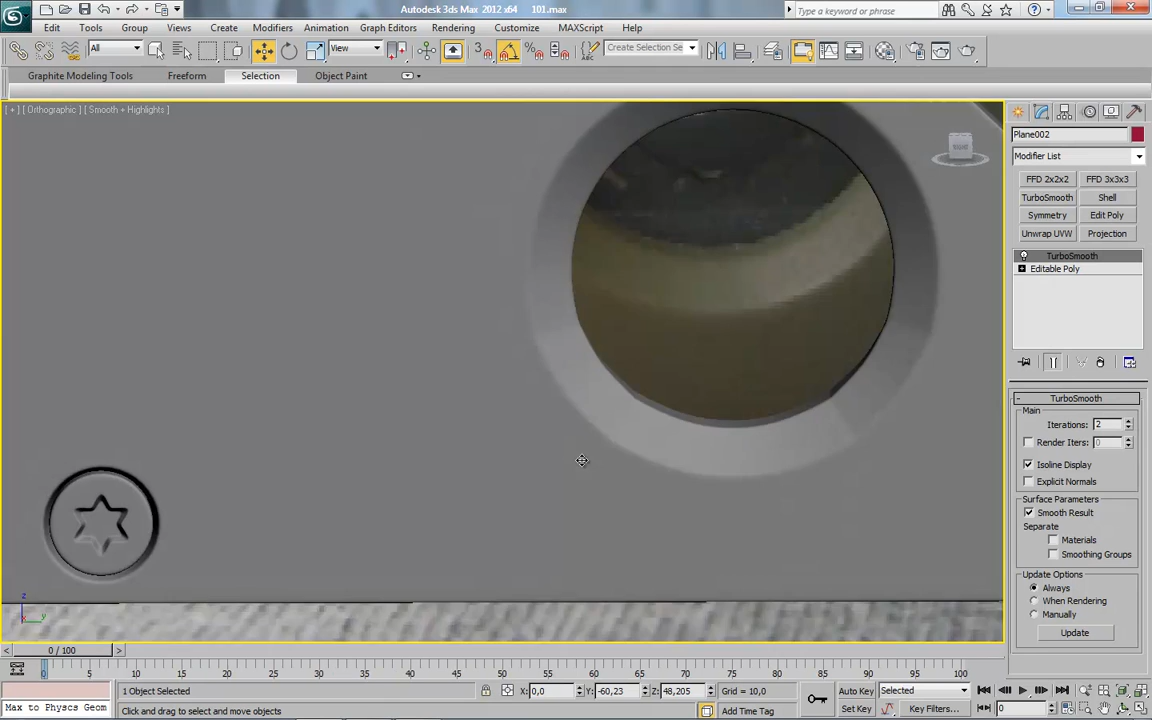 Autodesk 3ds Max 2012 x64    101.max
Type a keyword or phrase
Edit Tools Group Views Create Modifiers Animation Graph Editors Rendering Customize MAXScript Help
All View 3 Create Selection Se
Graphite Modeling Tools Freeform Selection Object Paint
[ + ] [ Orthographic ] [ Smooth + Highlights ]
Plane002
Modifier List
FFD 2x2x2 FFD 3x3x3
TurboSmooth Shell
Symmetry Edit Poly
Unwrap UVW Projection
TurboSmooth
Editable Poly
- TurboSmooth
Main
Iterations: 2
Render Iters: 0
Isoline Display
Explicit Normals
Surface Parameters
Smooth Result
Separate
Materials
Smoothing Groups
Update Options
Always
When Rendering
Manually
Update
z
x y
< 0 / 100 >
0 5 10 15 20 25 30 35 40 45 50 55 60 65 70 75 80 85 90 95 100
1 Object Selected X: 0,0 Y: -60,23 Z: 48,205 Grid = 10,0 Auto Key Selected
Max to Physcs Geom Click and drag to select and move objects Add Time Tag Set Key Key Filters... 0